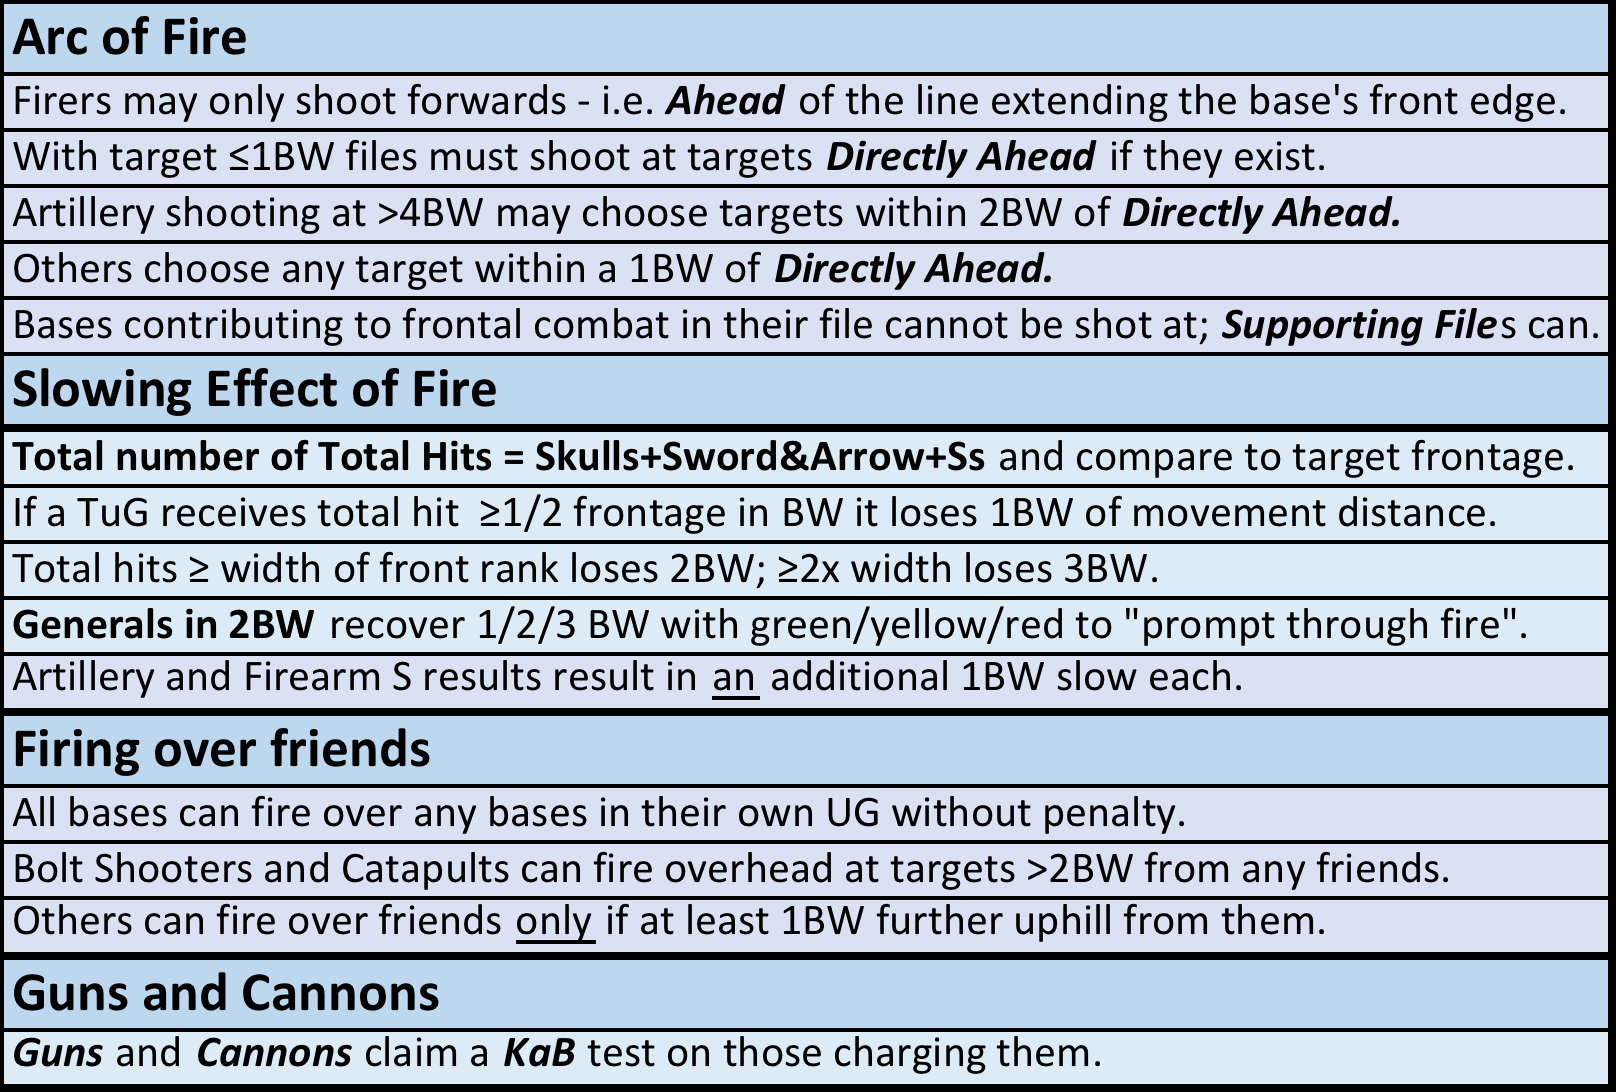 Arc of Fire
Firers may only shoot forwards - i.e. Ahead of the line extending the base's front edge.
With target ≤1BW files must shoot at targets Directly Ahead if they exist.
Artillery shooting at >4BW may choose targets within 2BW of Directly Ahead.
Others choose any target within a 1BW of Directly Ahead.
Bases contributing to frontal combat in their file cannot be shot at; Supporting Files can.
Slowing Effect of Fire
Total number of Total Hits = Skulls+Sword&Arrow+Ss and compare to target frontage.
If a TuG receives total hit ≥1/2 frontage in BW it loses 1BW of movement distance.
Total hits ≥ width of front rank loses 2BW; ≥2x width loses 3BW.
Generals in 2BW recover 1/2/3 BW with green/yellow/red to "prompt through fire".
Artillery and Firearm S results result in an additional 1BW slow each.
Firing over friends
All bases can fire over any bases in their own UG without penalty.
Bolt Shooters and Catapults can fire overhead at targets >2BW from any friends.
Others can fire over friends only if at least 1BW further uphill from them.
Guns and Cannons
Guns and Cannons claim a KaB test on those charging them.